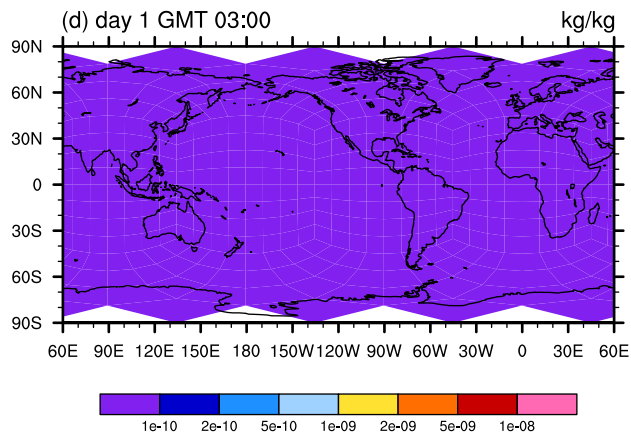 (d) day 1 GMT 03:00 kg/kg
90N
60N
30N
0
30S
60S
90S
60E 90E 120E 150E 180 150W 120W 90W 60W 30W 0 30E 60E
1e-10 2e-10 5e-10 1e-09 2e-09 5e-09 1e-08